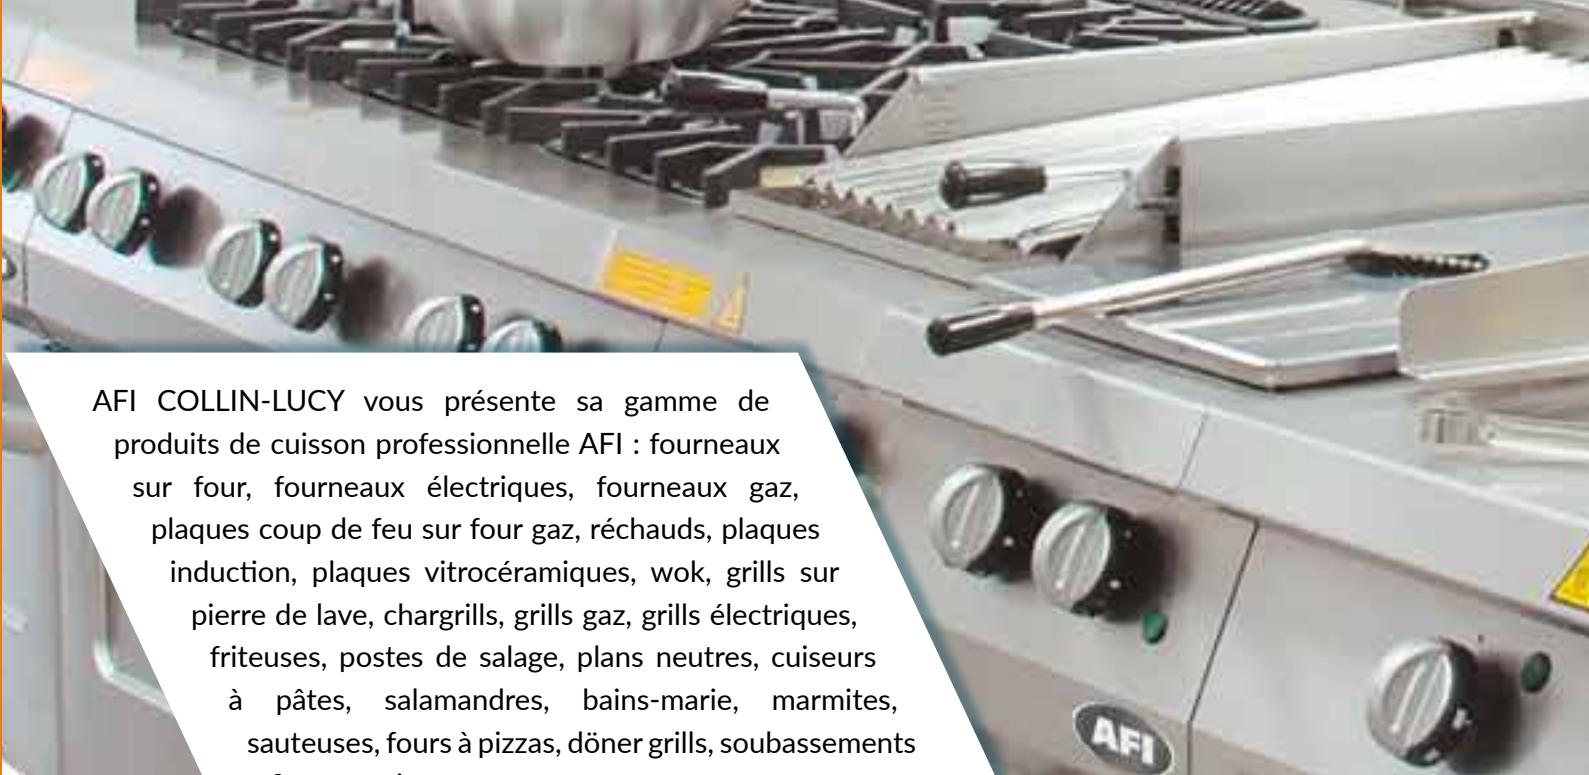 AFI COLLIN-LUCY vous présente sa gamme de
produits de cuisson professionnelle AFI : fourneaux
sur four, fourneaux électriques, fourneaux gaz,
plaques coup de feu sur four gaz, réchauds, plaques
induction, plaques vitrocéramiques, wok, grills sur
pierre de lave, chargrills, grills gaz, grills électriques,
friteuses, postes de salage, plans neutres, cuiseurs
à pâtes, salamandres, bains-marie, marmites,
sauteuses, fours à pizzas, döner grills, soubassements
AFI